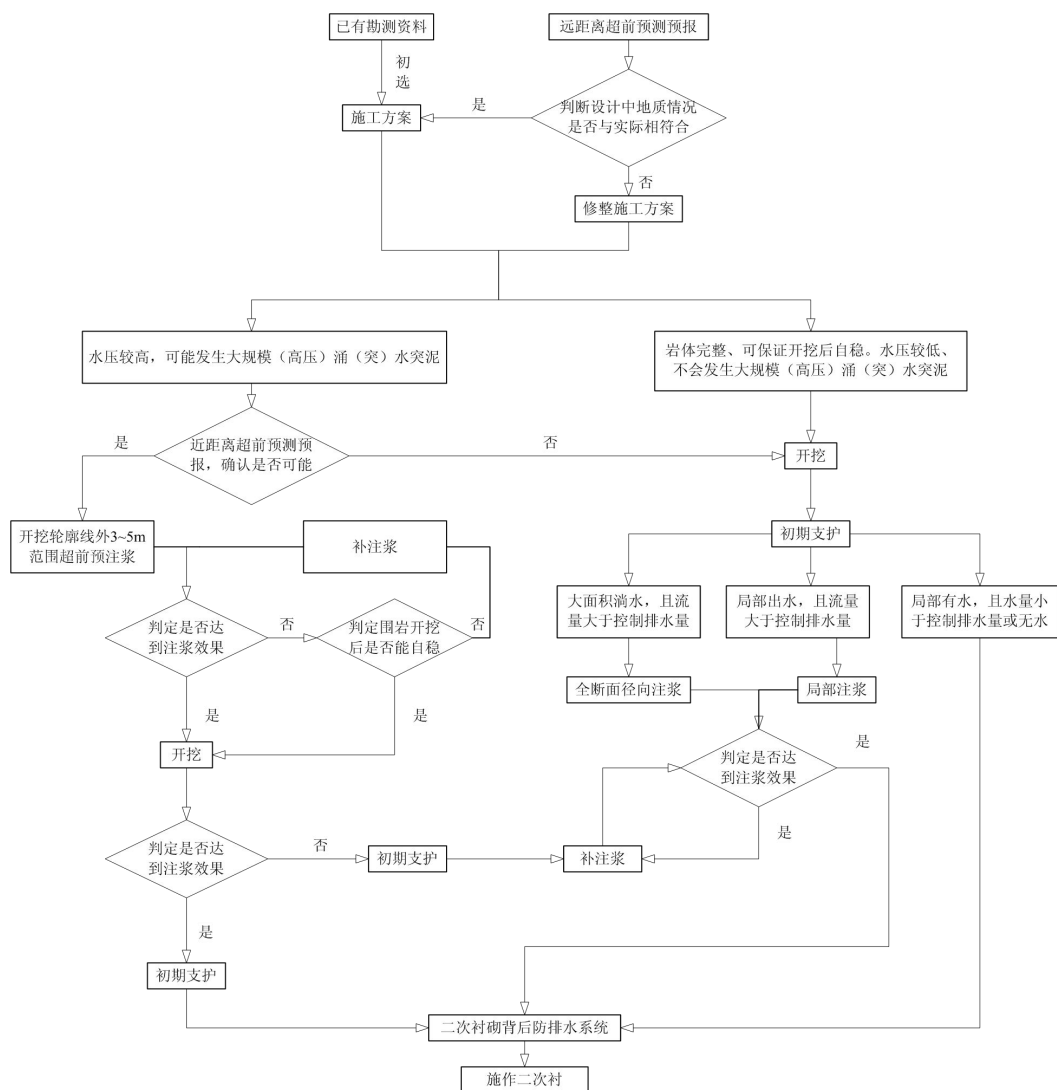 已有勘测资料
远距离超前预测预报
初
选
施工方案
是
判断设计中地质情况
是否与实际相符合
否
修整施工方案
水压较高，可能发生大规模（高压）涌（突）水突泥
岩体完整、可保证开挖后自稳。水压较低、
不会发生大规模（高压）涌（突）水突泥
是
近距离超前预测预
报，确认是否可能
否
开挖
开挖轮廓线外3~5m
范围超前预注浆
补注浆
初期支护
大面积淌水，且流
量大于控制排水量
局部出水，且流量
大于控制排水量
局部有水，且水量小
于控制排水量或无水
判定是否达
到注浆效果
否
判定围岩开挖
后是否能自稳
否
全断面径向注浆
局部注浆
是
是
开挖
判定是否达
到注浆效果
是
是
判定是否达
到注浆效果
否
初期支护
补注浆
是
初期支护
二次衬砌背后防排水系统
施作二次衬